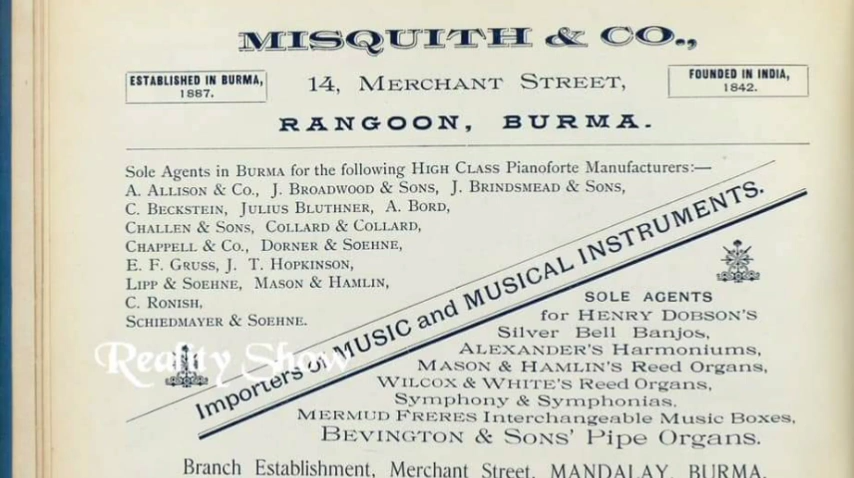 MISQUITH & CO.,
ESTABLISHED IN BURMA,
1887.
14, MERCHANT STREET,
FOUNDED IN INDIA,
1842.
RANGOON, BURMA.
Sole Agents in BURMA for the following HIGH CLASS Pianoforte Manufacturers:—
A. ALLISON & CO., J. BROADWOOD & SONS, J. BRINDSMEAD & SONS,
C. BECKSTEIN, JULIUS BLUTHNER, A. BORD,
CHALLEN & SONS, COLLARD & COLLARD,
CHAPPELL & CO., DORNER & SOEHNE,
E. F. GRUSS, J. T. HOPKINSON,
LIPP & SOEHNE, MASON & HAMLIN,
C. RONISH,
SCHIEDMAYER & SOEHNE.
Reality Show
Importers of MUSIC and MUSICAL INSTRUMENTS.
SOLE AGENTS
for HENRY DOBSON'S
Silver Bell Banjos,
ALEXANDER'S Harmoniums,
MASON & HAMLIN'S Reed Organs,
WILCOX & WHITE'S Reed Organs,
Symphony & Symphonias,
MERMUD FRERES Interchangeable Music Boxes,
BEVINGTON & SONS' Pipe Organs.
Branch Establishment, Merchant Street, MANDALAY, BURMA.